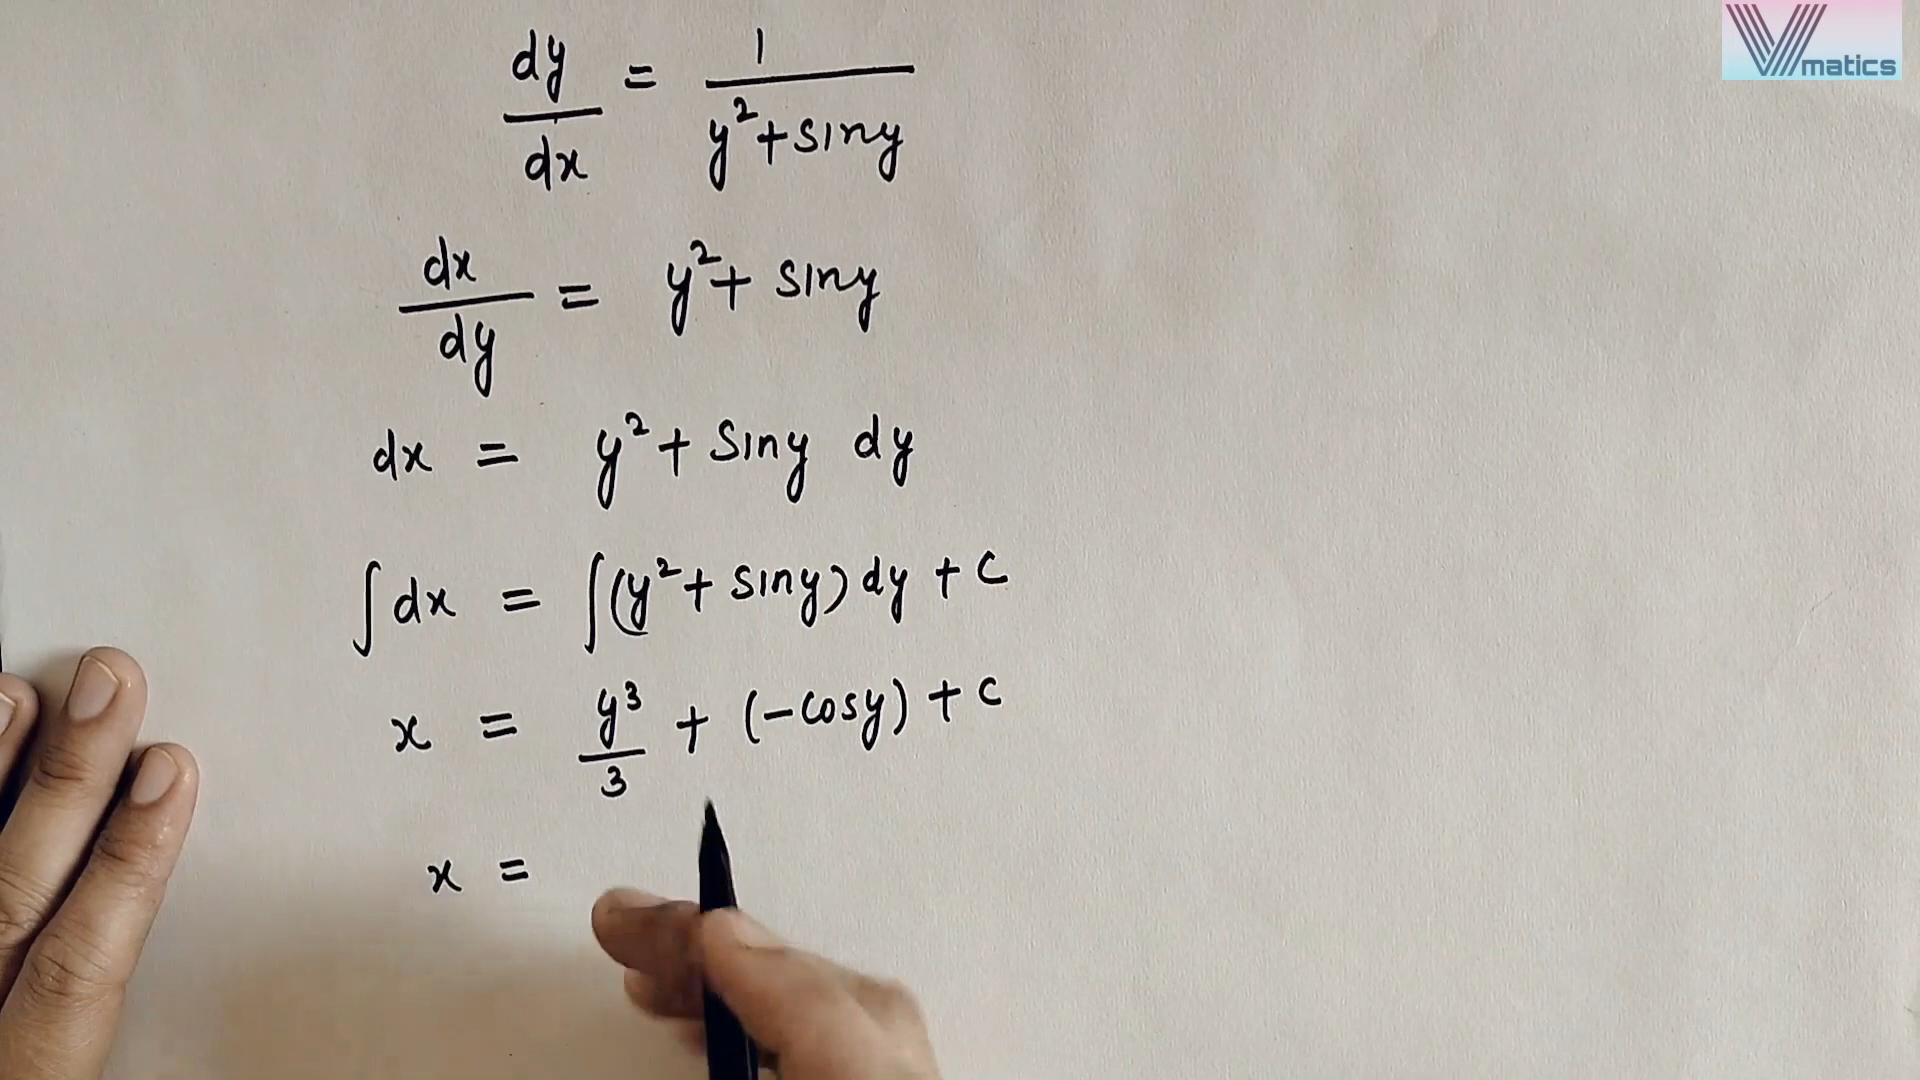 Vmatics
dy/dx = 1/(y²+siny)
dx/dy = y²+ siny
dx = y²+ Siny dy
∫dx = ∫(y²+ siny) dy + c
x = y³/3 + (-cosy) + c
x =